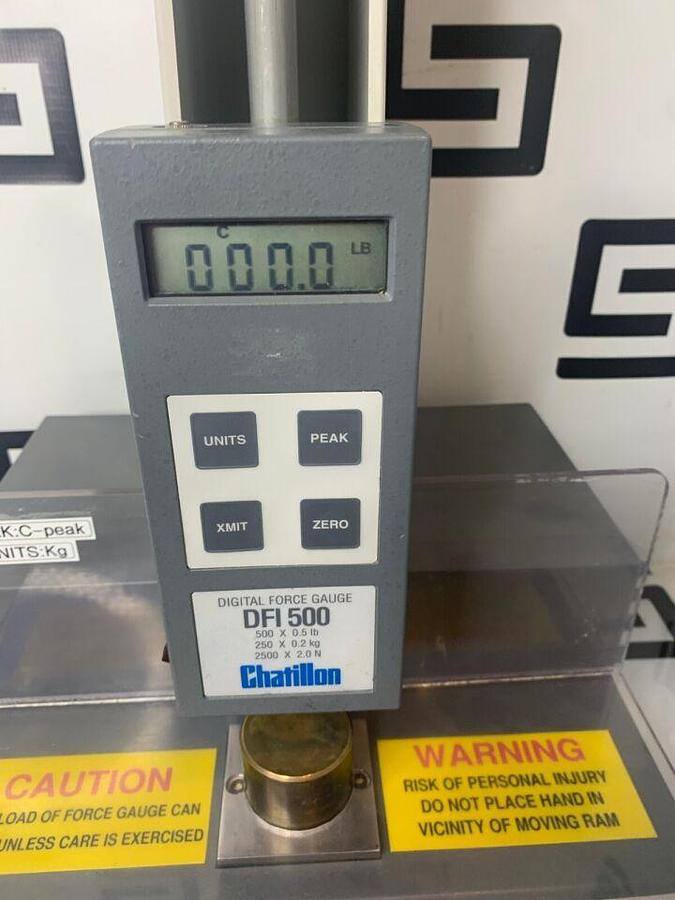 C
000.0 LB
UNITS PEAK
XMIT ZERO
K:C-peak
NITS:Kg
DIGITAL FORCE GAUGE
DFI 500
500 X 0.5 lb
250 X 0.2 kg
2500 X 2.0 N
Chatillon
CAUTION
LOAD OF FORCE GAUGE CAN
UNLESS CARE IS EXERCISED
WARNING
RISK OF PERSONAL INJURY
DO NOT PLACE HAND IN
VICINITY OF MOVING RAM